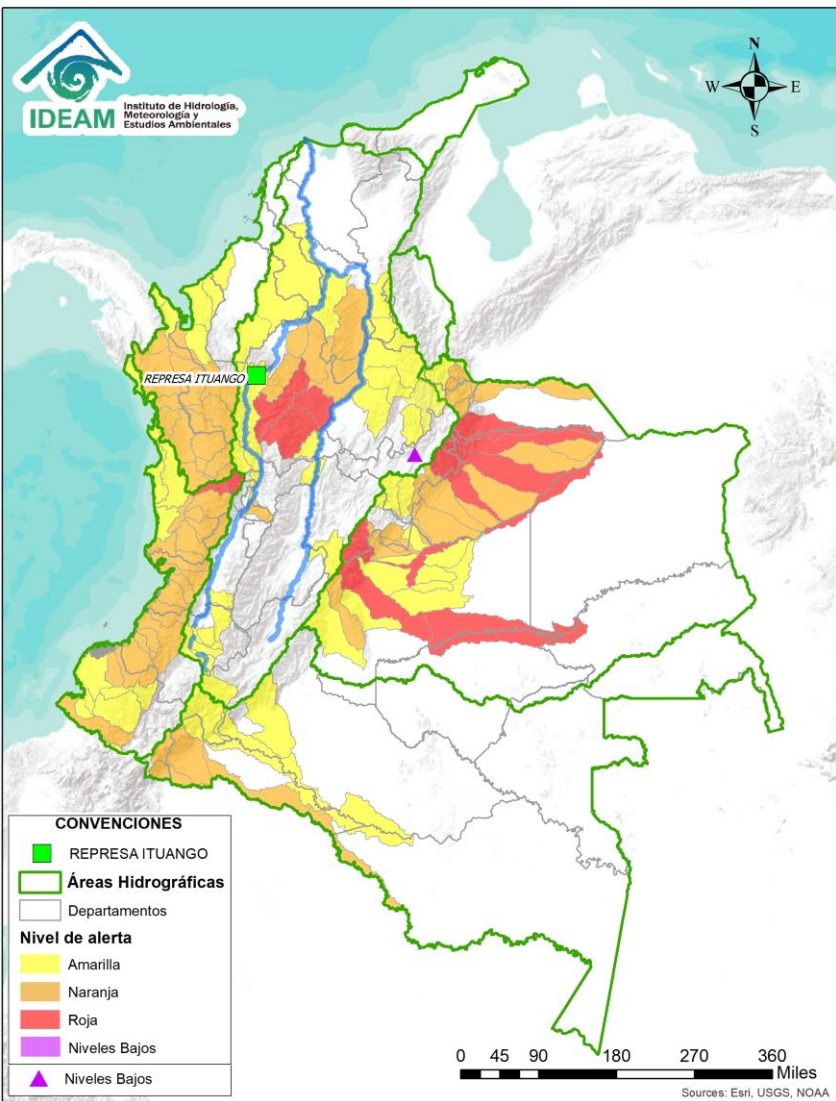 IDEAM
Instituto de Hidrología,
Meteorología y
Estudios Ambientales
N
W
E
S
REPRESA ITUANGO
CONVENCIONES
REPRESA ITUANGO
Áreas Hidrográficas
Departamentos
Nivel de alerta
Amarilla
Naranja
Roja
Niveles Bajos
Niveles Bajos
0 45 90 180 270 360
Miles
Sources: Esri, USGS, NOAA